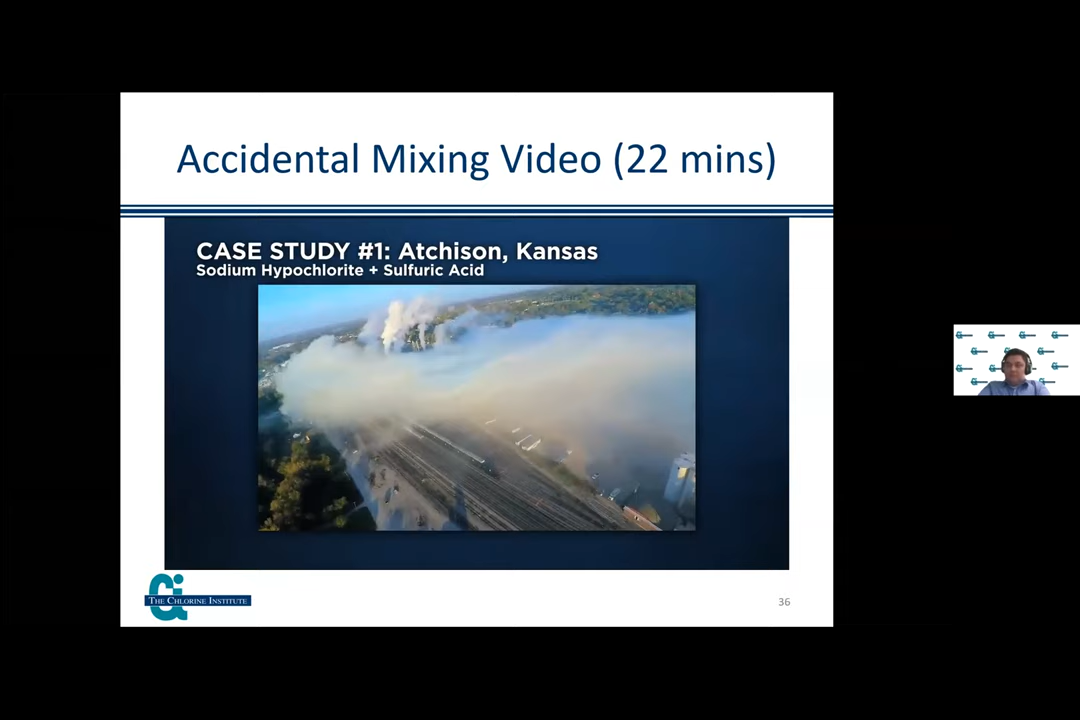 Accidental Mixing Video (22 mins)
CASE STUDY #1: Atchison, Kansas
Sodium Hypochlorite + Sulfuric Acid
THE CHLORINE INSTITUTE
36